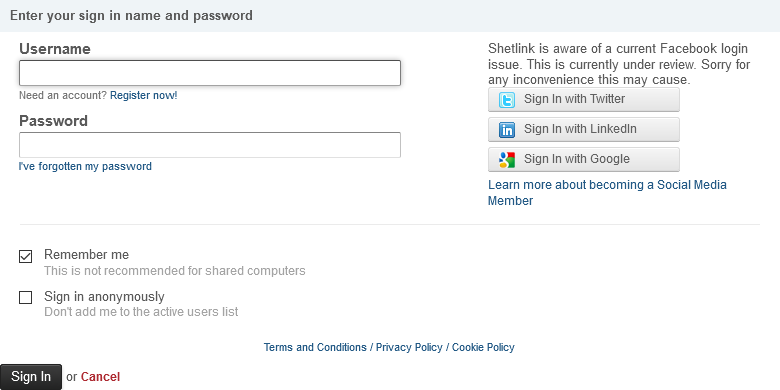 Enter your sign in name and password
Username
Need an account? Register now!
Password
I've forgotten my password
Shetlink is aware of a current Facebook login
issue. This is currently under review. Sorry for
any inconvenience this may cause.
Sign In with Twitter
Sign In with LinkedIn
Sign In with Google
Learn more about becoming a Social Media
Member
Remember me
This is not recommended for shared computers
Sign in anonymously
Don't add me to the active users list
Terms and Conditions / Privacy Policy / Cookie Policy
Sign In or Cancel